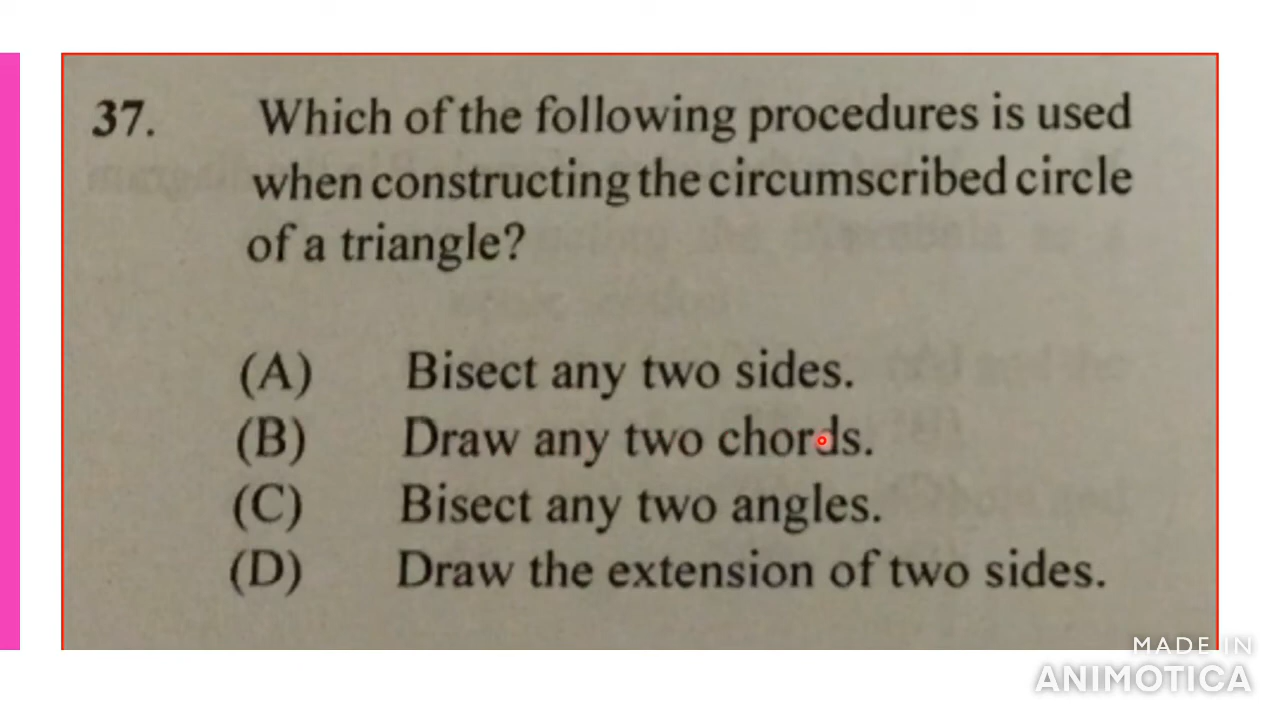 37. Which of the following procedures is used
when constructing the circumscribed circle
of a triangle?
(A) Bisect any two sides.
(B) Draw any two chords.
(C) Bisect any two angles.
(D) Draw the extension of two sides.
MADE IN
ANIMOTICA